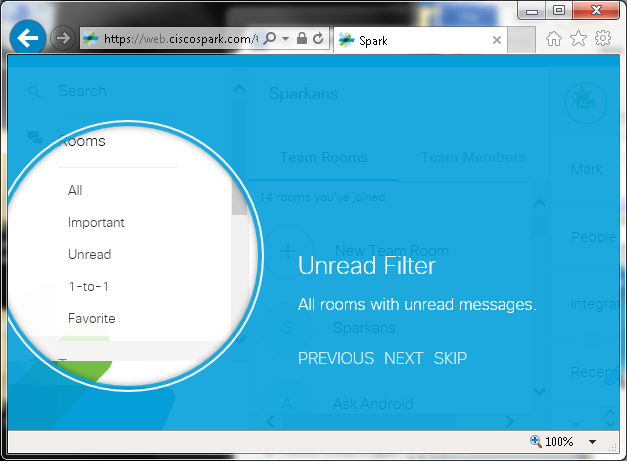 https://web.ciscospark.com/
Spark
Search
Sparkans
Rooms
Team Rooms
Team Members
Mark
All
14 rooms you've joined
Important
People
Unread
New Team Room
Unread Filter
1-to-1
All rooms with unread messages.
Favorite
S
Sparkans
PREVIOUS NEXT SKIP
A
Ask Android
100%